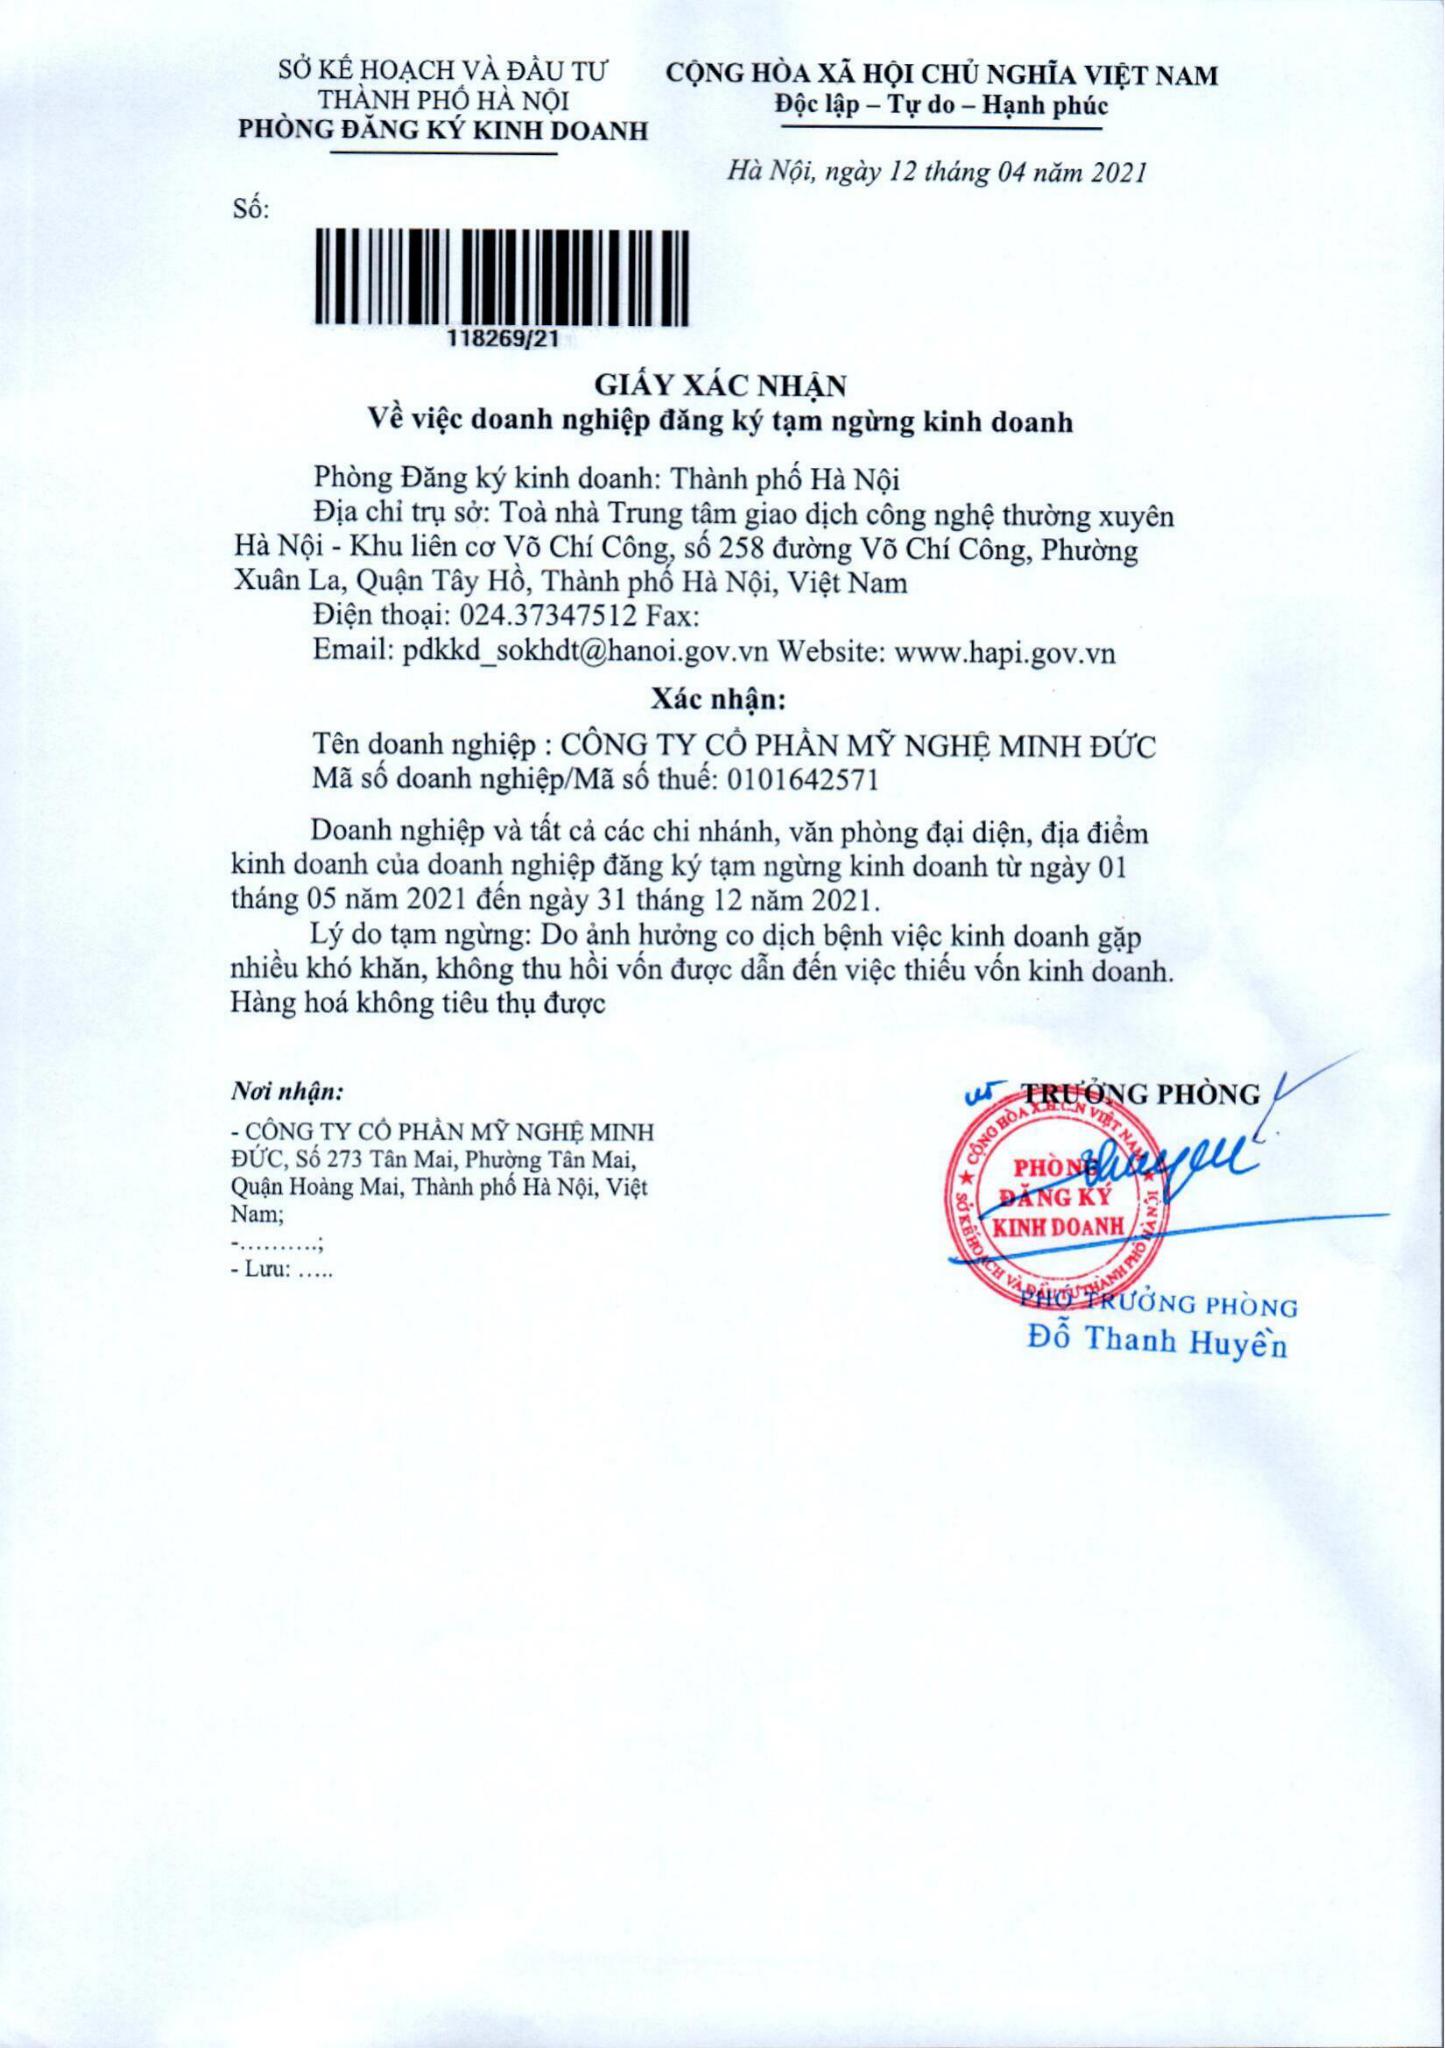 SỞ KẾ HOẠCH VÀ ĐẦU TƯ
THÀNH PHỐ HÀ NỘI
PHÒNG ĐĂNG KÝ KINH DOANH
CỘNG HÒA XÃ HỘI CHỦ NGHĨA VIỆT NAM
Độc lập – Tự do – Hạnh phúc
Hà Nội, ngày 12 tháng 04 năm 2021
Số:
118269/21
GIẤY XÁC NHẬN
Về việc doanh nghiệp đăng ký tạm ngừng kinh doanh
Phòng Đăng ký kinh doanh: Thành phố Hà Nội
Địa chỉ trụ sở: Toà nhà Trung tâm giao dịch công nghệ thường xuyên
Hà Nội - Khu liên cơ Võ Chí Công, số 258 đường Võ Chí Công, Phường
Xuân La, Quận Tây Hồ, Thành phố Hà Nội, Việt Nam
Điện thoại: 024.37347512 Fax:
Email: pdkkd_sokhdt@hanoi.gov.vn Website: www.hapi.gov.vn
Xác nhận:
Tên doanh nghiệp : CÔNG TY CỔ PHẦN MỸ NGHỆ MINH ĐỨC
Mã số doanh nghiệp/Mã số thuế: 0101642571
Doanh nghiệp và tất cả các chi nhánh, văn phòng đại diện, địa điểm
kinh doanh của doanh nghiệp đăng ký tạm ngừng kinh doanh từ ngày 01
tháng 05 năm 2021 đến ngày 31 tháng 12 năm 2021.
Lý do tạm ngừng: Do ảnh hưởng co dịch bệnh việc kinh doanh gặp
nhiều khó khăn, không thu hồi vốn được dẫn đến việc thiếu vốn kinh doanh.
Hàng hoá không tiêu thụ được
Nơi nhận:
- CÔNG TY CỔ PHẦN MỸ NGHỆ MINH
ĐỨC, Số 273 Tân Mai, Phường Tân Mai,
Quận Hoàng Mai, Thành phố Hà Nội, Việt
Nam;
-……….;
- Lưu: …..
TRƯỞNG PHÒNG
CỘNG HÒA X.H.C.N VIỆT NAM
PHÒNG
ĐĂNG KÝ
KINH DOANH
SỞ KẾ HOẠCH VÀ ĐẦU TƯ THÀNH PHỐ HÀ NỘI
PHÓ TRƯỞNG PHÒNG
Đỗ Thanh Huyền